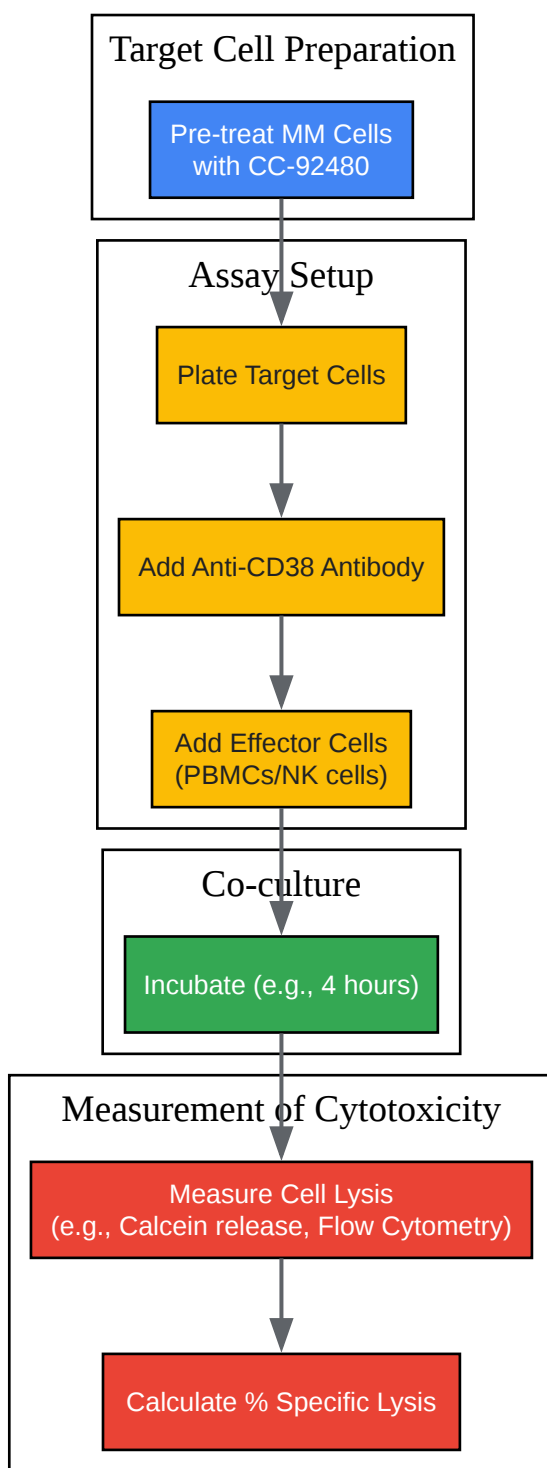 Target Cell Preparation
Pre-treat MM Cells
with CC-92480
Assay Setup
Plate Target Cells
Add Anti-CD38 Antibody
Add Effector Cells
(PBMCs/NK cells)
Co-culture
Incubate (e.g., 4 hours)
Measurement of Cytotoxicity
Measure Cell Lysis
(e.g., Calcein release, Flow Cytometry)
Calculate % Specific Lysis